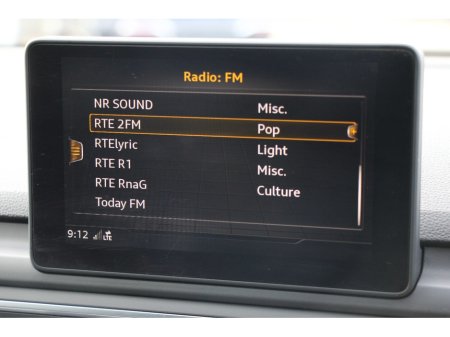 Radio: FM
NR SOUND Misc.
RTE 2FM Pop
RTElyric Light
RTE R1 Misc.
RTE RnaG Culture
Today FM
9:12 LTE